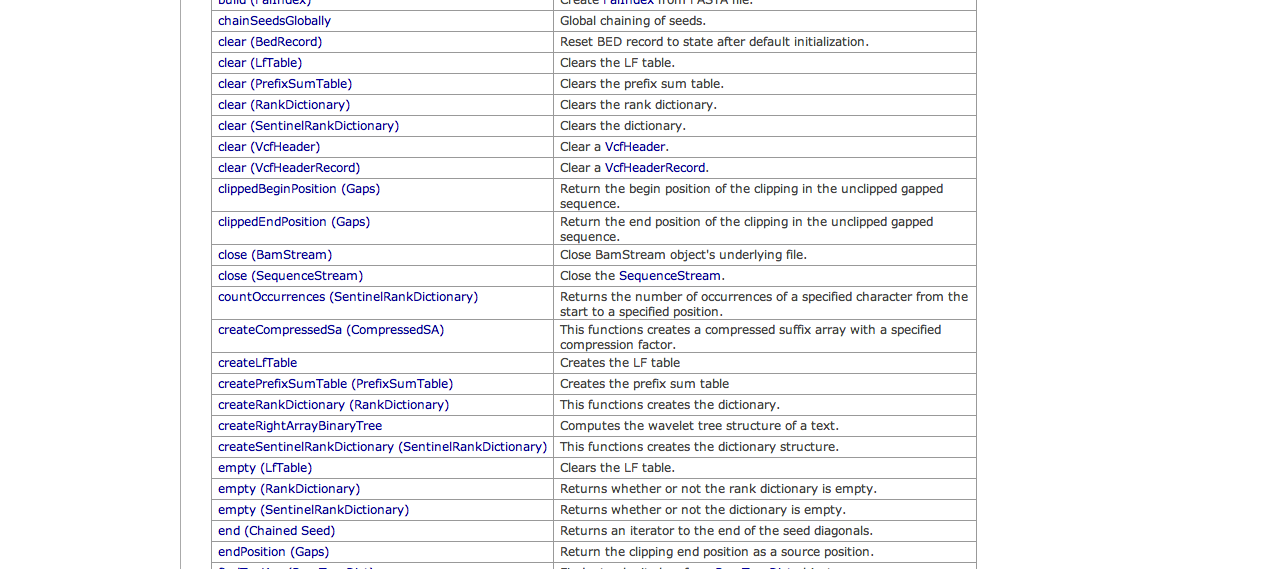 build (FaiIndex) Create FaiIndex from FASTA file.
chainSeedsGlobally Global chaining of seeds.
clear (BedRecord) Reset BED record to state after default initialization.
clear (LfTable) Clears the LF table.
clear (PrefixSumTable) Clears the prefix sum table.
clear (RankDictionary) Clears the rank dictionary.
clear (SentinelRankDictionary) Clears the dictionary.
clear (VcfHeader) Clear a VcfHeader.
clear (VcfHeaderRecord) Clear a VcfHeaderRecord.
clippedBeginPosition (Gaps) Return the begin position of the clipping in the unclipped gapped
sequence.
clippedEndPosition (Gaps) Return the end position of the clipping in the unclipped gapped
sequence.
close (BamStream) Close BamStream object's underlying file.
close (SequenceStream) Close the SequenceStream.
countOccurrences (SentinelRankDictionary) Returns the number of occurrences of a specified character from the
start to a specified position.
createCompressedSa (CompressedSA) This functions creates a compressed suffix array with a specified
compression factor.
createLfTable Creates the LF table
createPrefixSumTable (PrefixSumTable) Creates the prefix sum table
createRankDictionary (RankDictionary) This functions creates the dictionary.
createRightArrayBinaryTree Computes the wavelet tree structure of a text.
createSentinelRankDictionary (SentinelRankDictionary) This functions creates the dictionary structure.
empty (LfTable) Clears the LF table.
empty (RankDictionary) Returns whether or not the rank dictionary is empty.
empty (SentinelRankDictionary) Returns whether or not the dictionary is empty.
end (Chained Seed) Returns an iterator to the end of the seed diagonals.
endPosition (Gaps) Return the clipping end position as a source position.